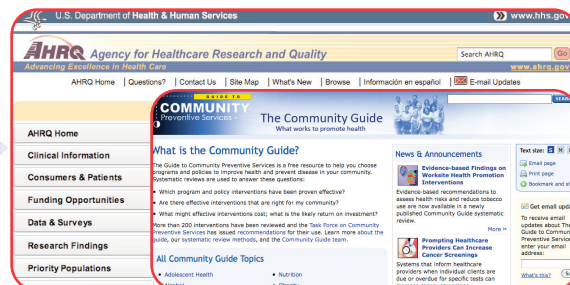 U.S. Department of Health & Human Services
www.hhs.gov
AHRQ Agency for Healthcare Research and Quality
Search AHRQ
Go
Advancing Excellence in Health Care
www.ahrq.gov
AHRQ Home | Questions? | Contact Us | Site Map | What's New | Browse | Información en español | E-mail Updates
AHRQ Home
Clinical Information
Consumers & Patients
Funding Opportunities
Data & Surveys
Research Findings
Priority Populations
GUIDE TO
COMMUNITY
Preventive Services
The Community Guide
What works to promote health
What is the Community Guide?
The Guide to Community Preventive Services is a free resource to help you choose
programs and policies to improve health and prevent disease in your community.
Systematic reviews are used to answer these questions:
• Which program and policy interventions have been proven effective?
• Are there effective interventions that are right for my community?
• What might effective interventions cost; what is the likely return on investment?
More than 200 interventions have been reviewed and the Task Force on Community
Preventive Services has issued recommendations for their use. Learn more about the
guide, our systematic review methods, and the Community Guide team.
All Community Guide Topics
• Adolescent Health
• Nutrition
News & Announcements
Evidence-based Findings on
Worksite Health Promotion
Interventions
Evidence-based recommendations to
assess health risks and reduce tobacco
use are now available in a newly
published Community Guide systematic
review.
More »
Prompting Healthcare
Providers Can Increase
Cancer Screenings
Systems that inform healthcare
providers when individual clients are
due or overdue for specific tests can
Text size: S M
Email page
Print page
Bookmark and sh
Get email upda
To receive email
updates about The
Guide to Commun
Preventive Service
enter your email
address:
What's this?